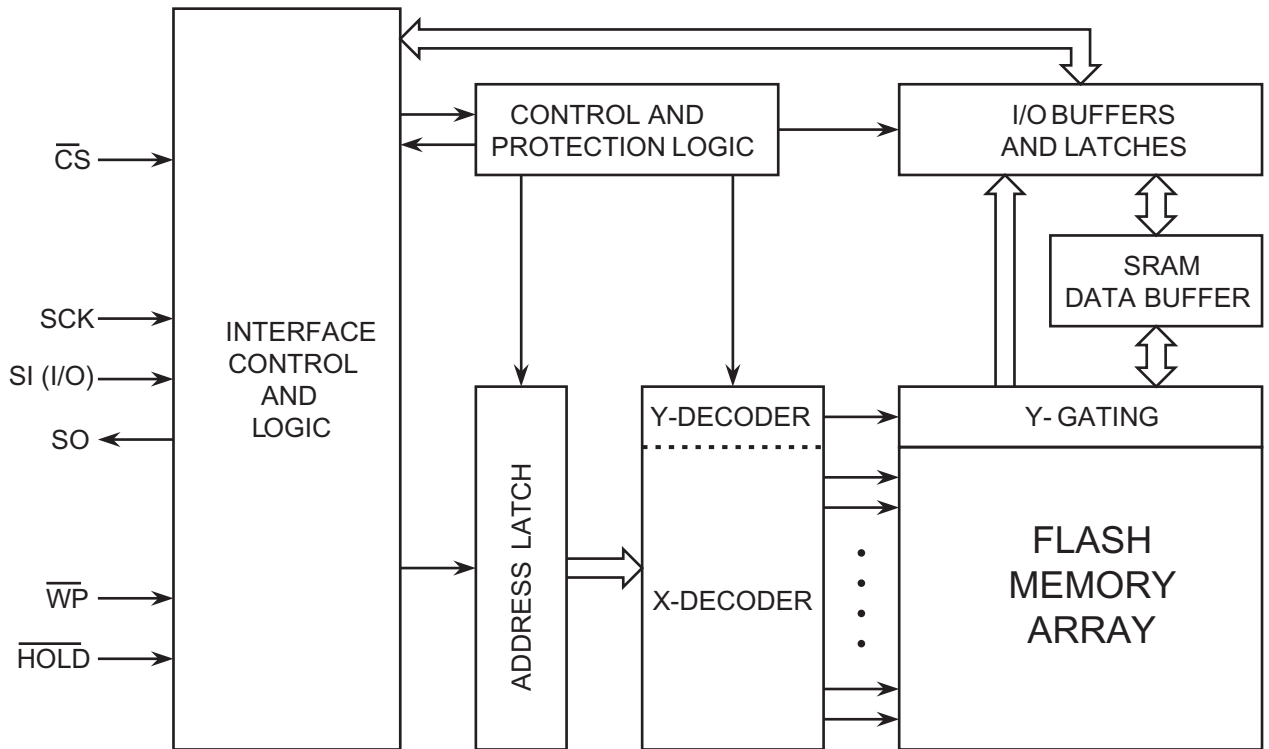 CS
SCK
SI (I/O)
SO
WP
HOLD
INTERFACE
CONTROL
AND
LOGIC
CONTROL AND
PROTECTION LOGIC
I/O BUFFERS
AND LATCHES
SRAM
DATA BUFFER
ADDRESS LATCH
Y-DECODER
X-DECODER
Y- GATING
FLASH
MEMORY
ARRAY